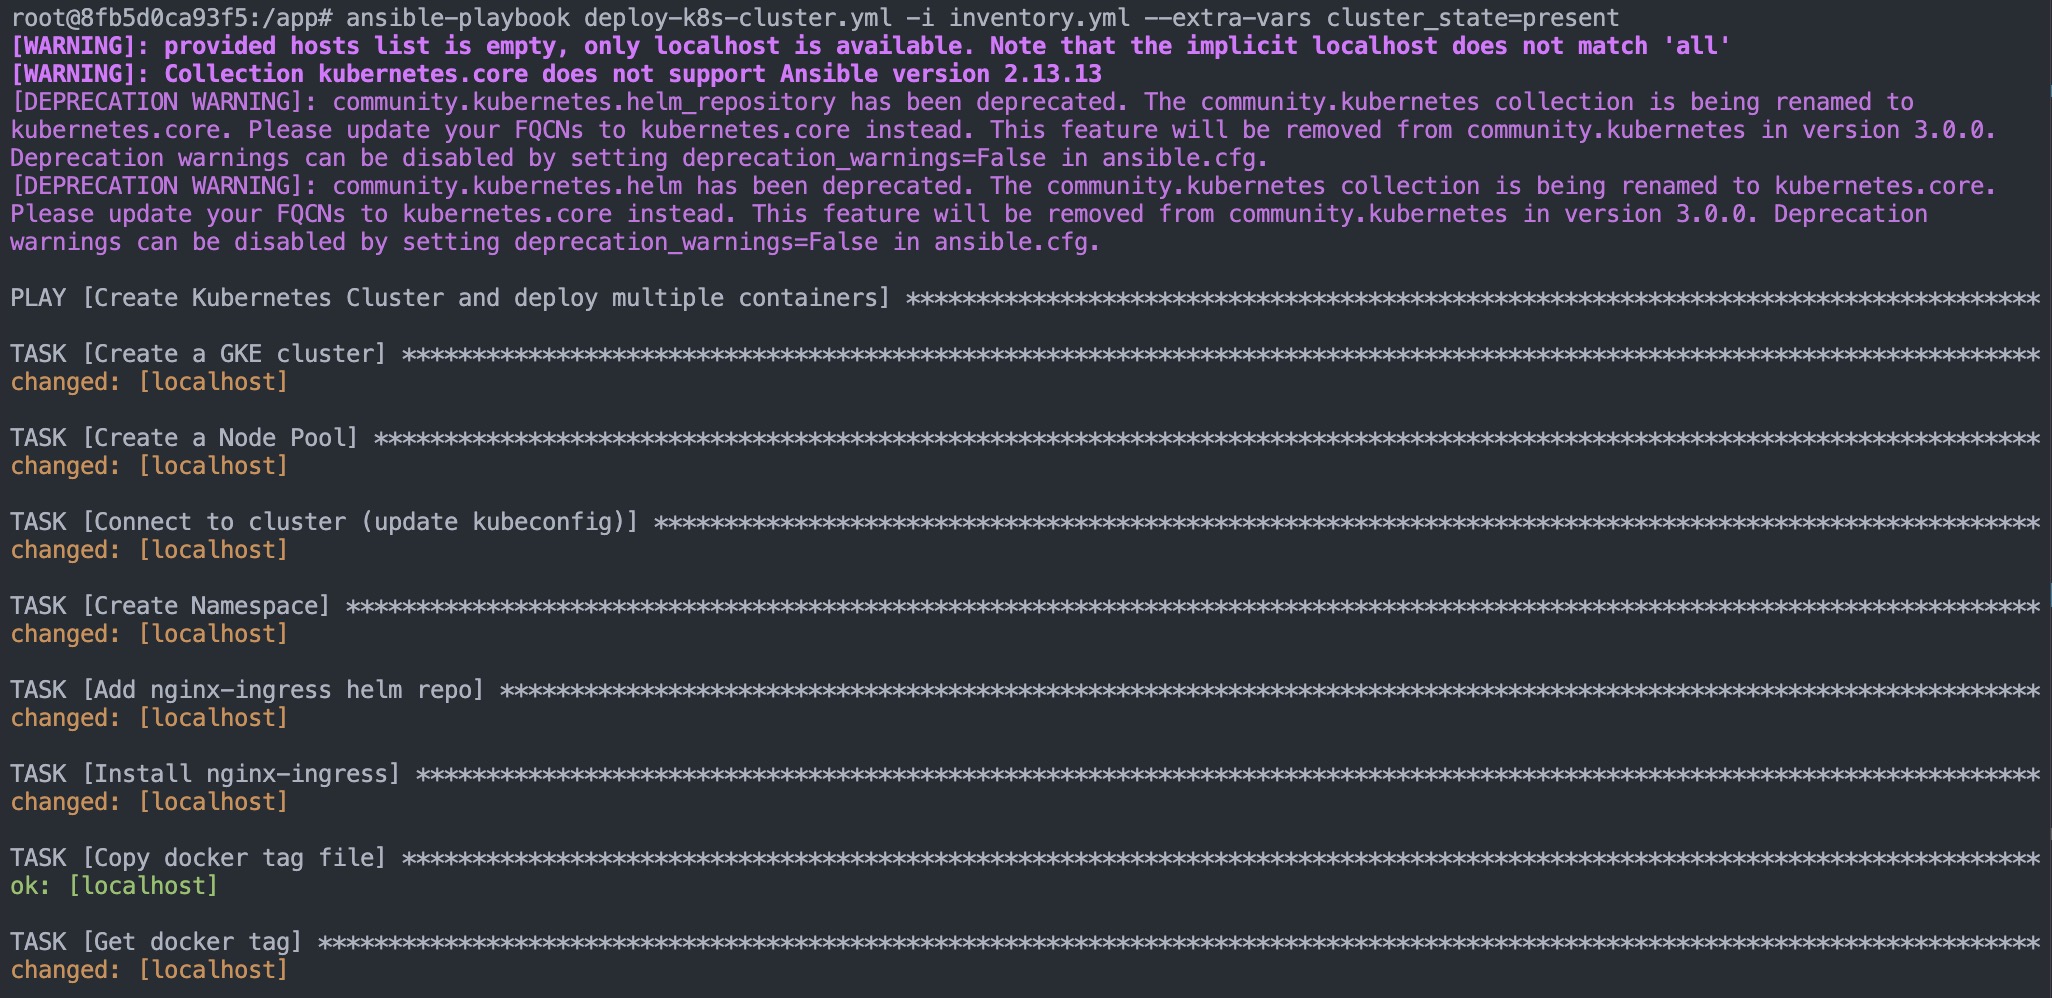 root@8fb5d0ca93f5:/app# ansible-playbook deploy-k8s-cluster.yml -i inventory.yml --extra-vars cluster_state=present
[WARNING]: provided hosts list is empty, only localhost is available. Note that the implicit localhost does not match 'all'
[WARNING]: Collection kubernetes.core does not support Ansible version 2.13.13
[DEPRECATION WARNING]: community.kubernetes.helm_repository has been deprecated. The community.kubernetes collection is being renamed to
kubernetes.core. Please update your FQCNs to kubernetes.core instead. This feature will be removed from community.kubernetes in version 3.0.0.
Deprecation warnings can be disabled by setting deprecation_warnings=False in ansible.cfg.
[DEPRECATION WARNING]: community.kubernetes.helm has been deprecated. The community.kubernetes collection is being renamed to kubernetes.core.
Please update your FQCNs to kubernetes.core instead. This feature will be removed from community.kubernetes in version 3.0.0. Deprecation
warnings can be disabled by setting deprecation_warnings=False in ansible.cfg.
PLAY [Create Kubernetes Cluster and deploy multiple containers] *********************************************************************************
TASK [Create a GKE cluster] *********************************************************************************************************************
changed: [localhost]
TASK [Create a Node Pool] ***********************************************************************************************************************
changed: [localhost]
TASK [Connect to cluster (update kubeconfig)] ***************************************************************************************************
changed: [localhost]
TASK [Create Namespace] *************************************************************************************************************************
changed: [localhost]
TASK [Add nginx-ingress helm repo] **************************************************************************************************************
changed: [localhost]
TASK [Install nginx-ingress] ********************************************************************************************************************
changed: [localhost]
TASK [Copy docker tag file] *********************************************************************************************************************
ok: [localhost]
TASK [Get docker tag] ***************************************************************************************************************************
changed: [localhost]